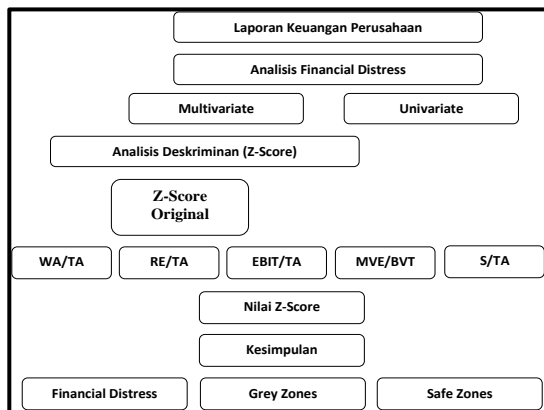 Laporan Keuangan Perusahaan
Analisis Financial Distress
Multivariate
Univariate
Analisis Deskriminan (Z-Score)
Z-Score
Original
WA/TA
RE/TA
EBIT/TA
MVE/BVT
S/TA
Nilai Z-Score
Kesimpulan
Financial Distress
Grey Zones
Safe Zones